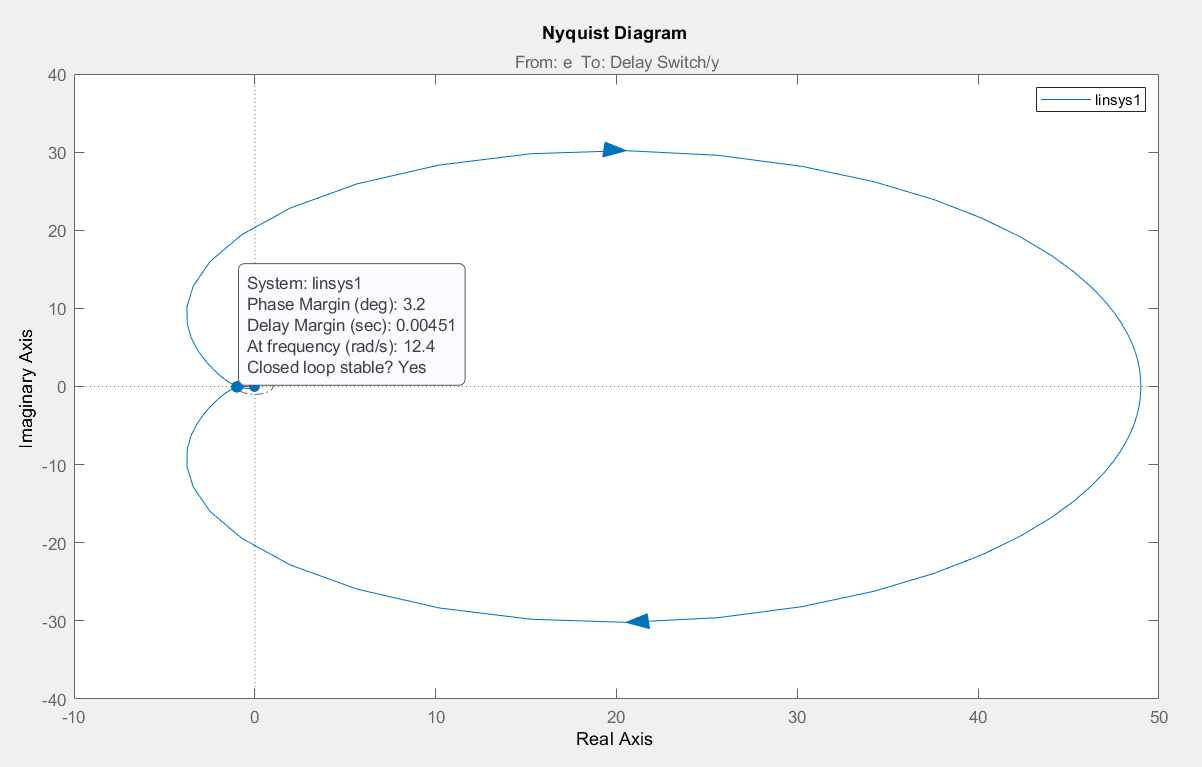 Nyquist Diagram
From: e  To: Delay Switch/y
linsys1
40
30
20
10
0
-10
-20
-30
-40
Imaginary Axis
System: linsys1
Phase Margin (deg): 3.2
Delay Margin (sec): 0.00451
At frequency (rad/s): 12.4
Closed loop stable? Yes
-10 0 10 20 30 40 50
Real Axis